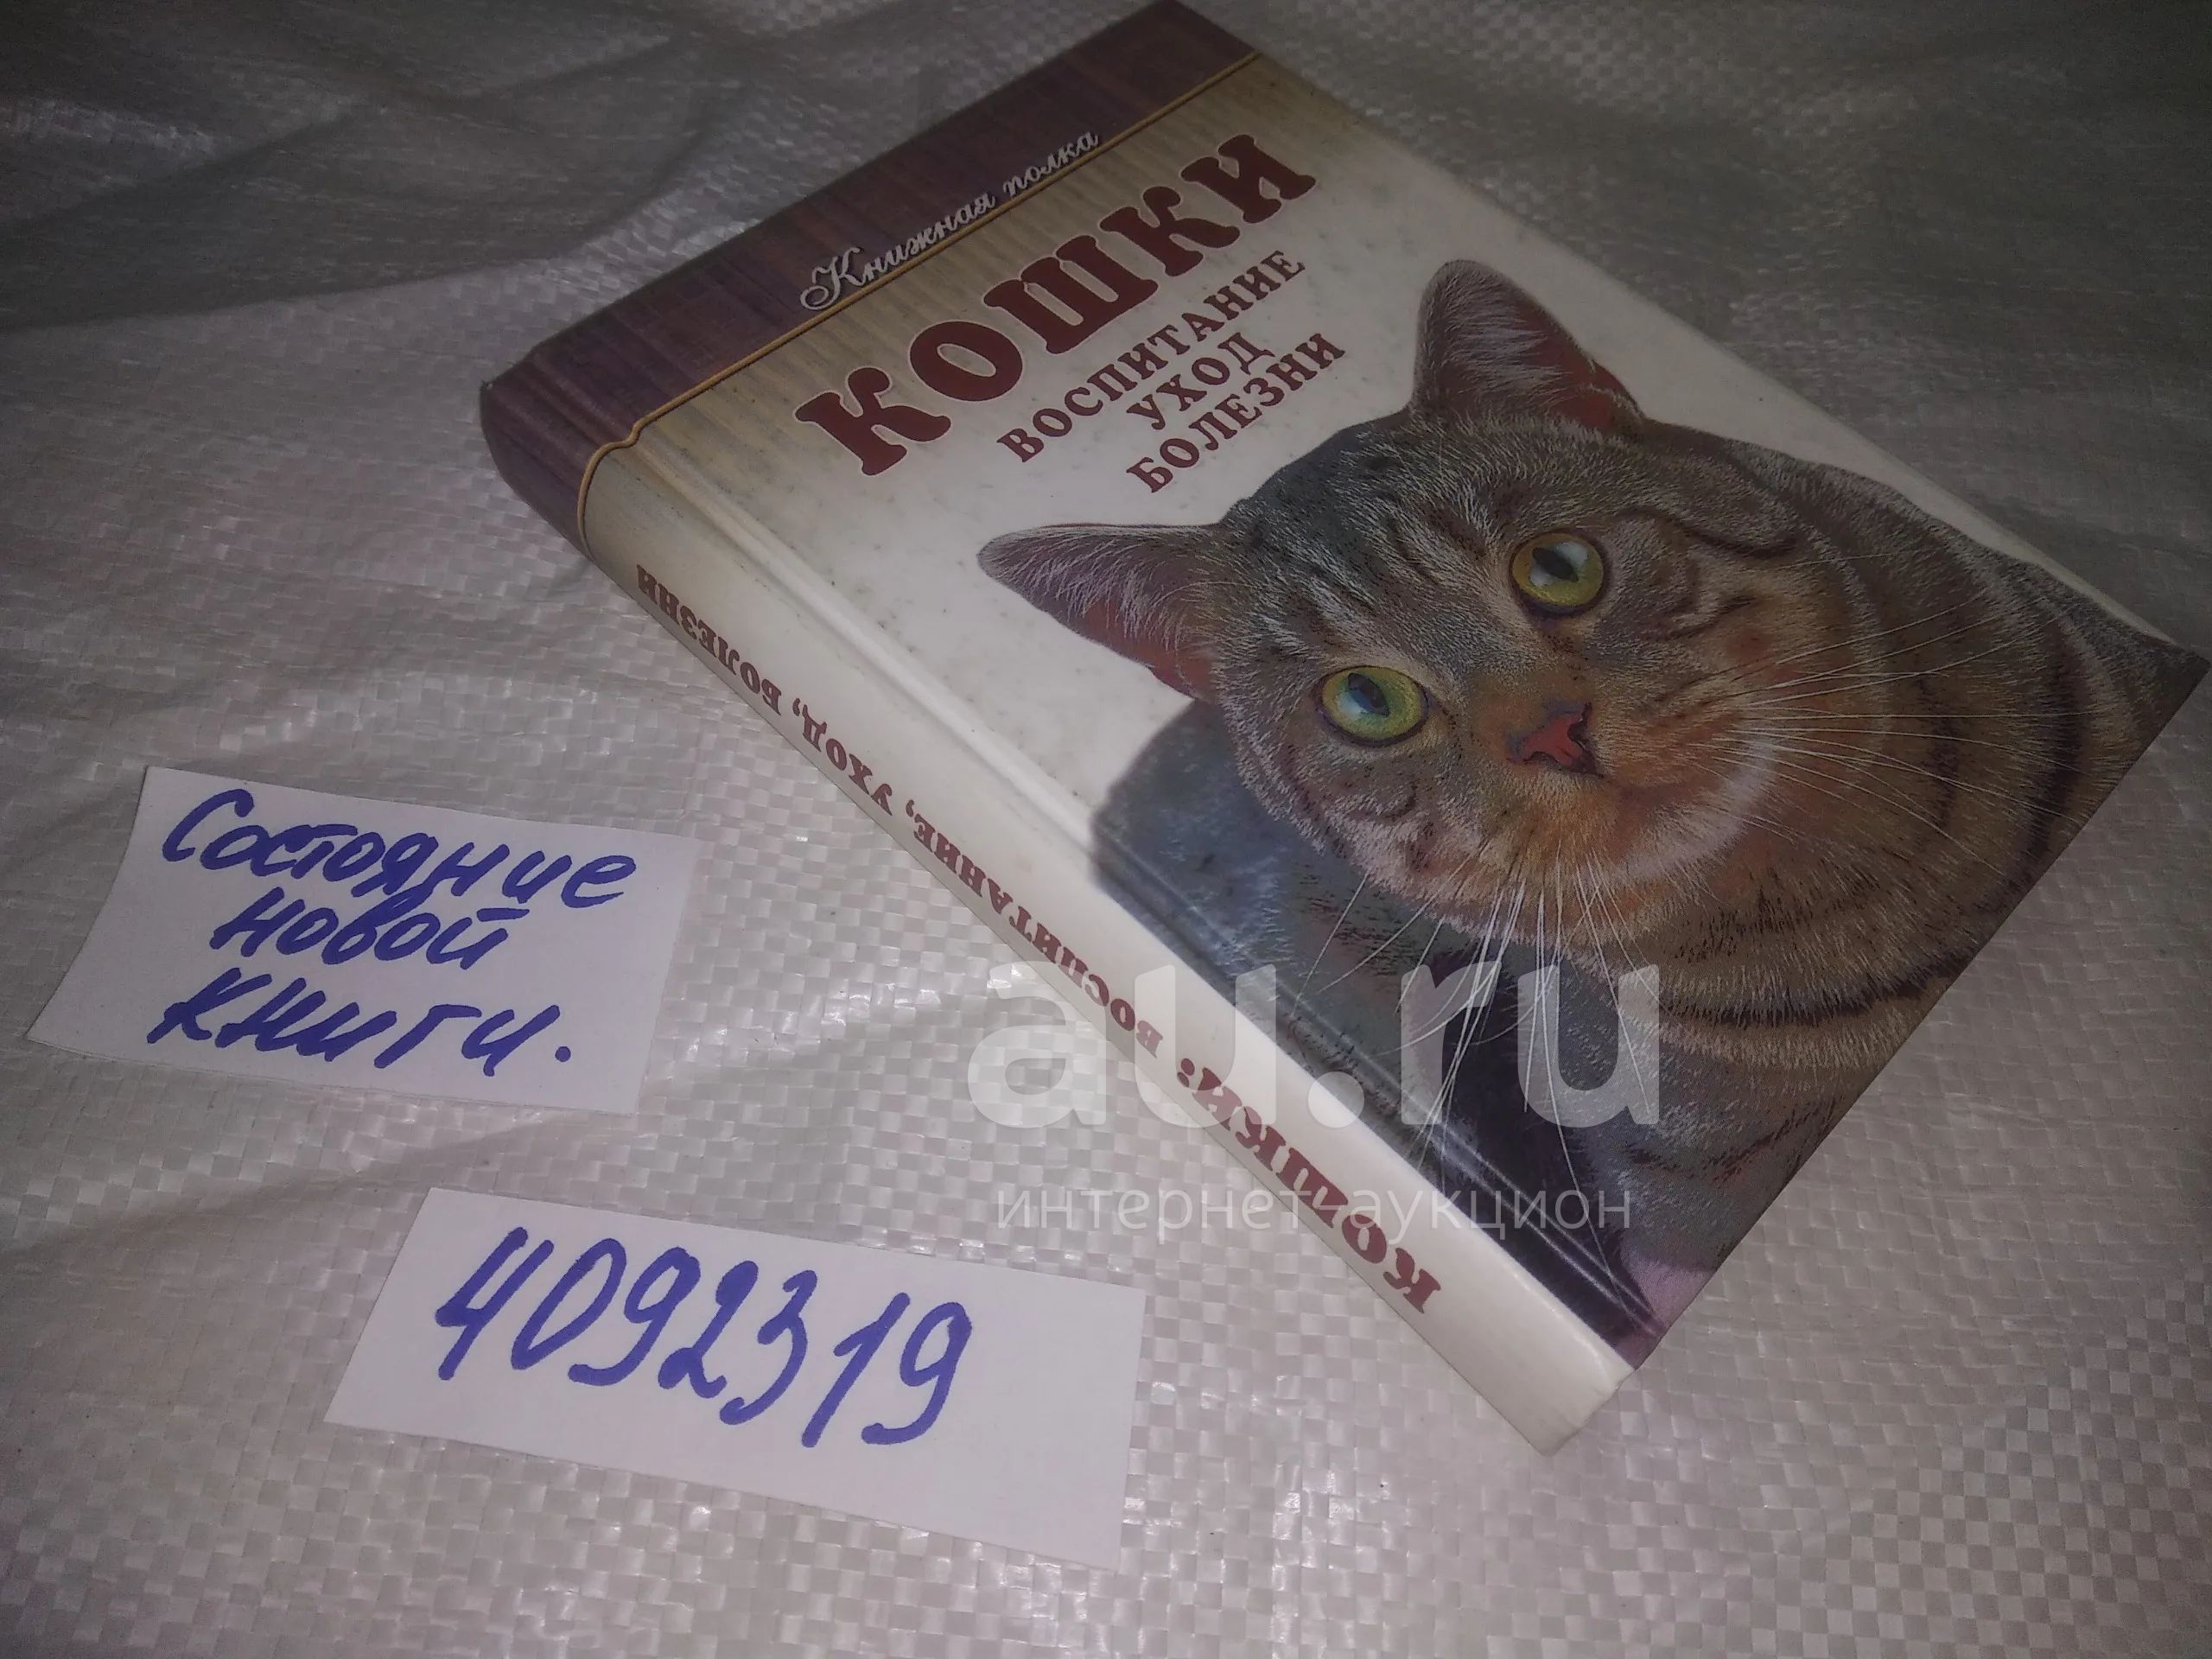 Книжная полка
КОШКИ
ВОСПИТАНИЕ
УХОД
БОЛЕЗНИ
КОШКИ: ВОСПИТАНИЕ, УХОД, БОЛЕЗНИ
Состояние
новой
книги.
4092319
au.ru
интернет-аукцион